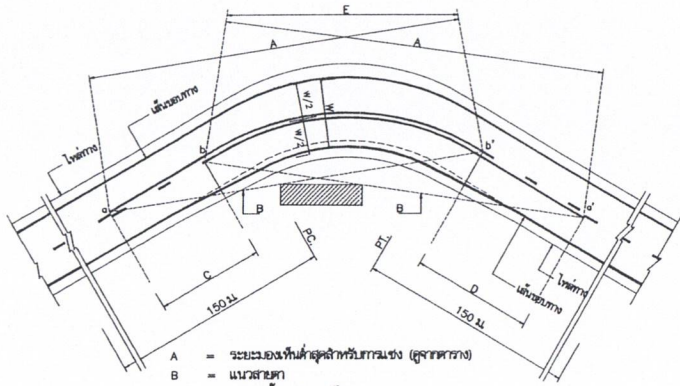 E
A
A
เส้นขอบทาง
ไหล่ทาง
W/2
W
W/2
b
b'
a
a'
B
B
P.C.
P.T.
C
D
150 ม.
150 ม.
เส้นขอบทาง
ไหล่ทาง
A = ระยะมองเห็นต่ำสุดสำหรับการแซง (ดูจากตาราง)
B = แนวสายตา